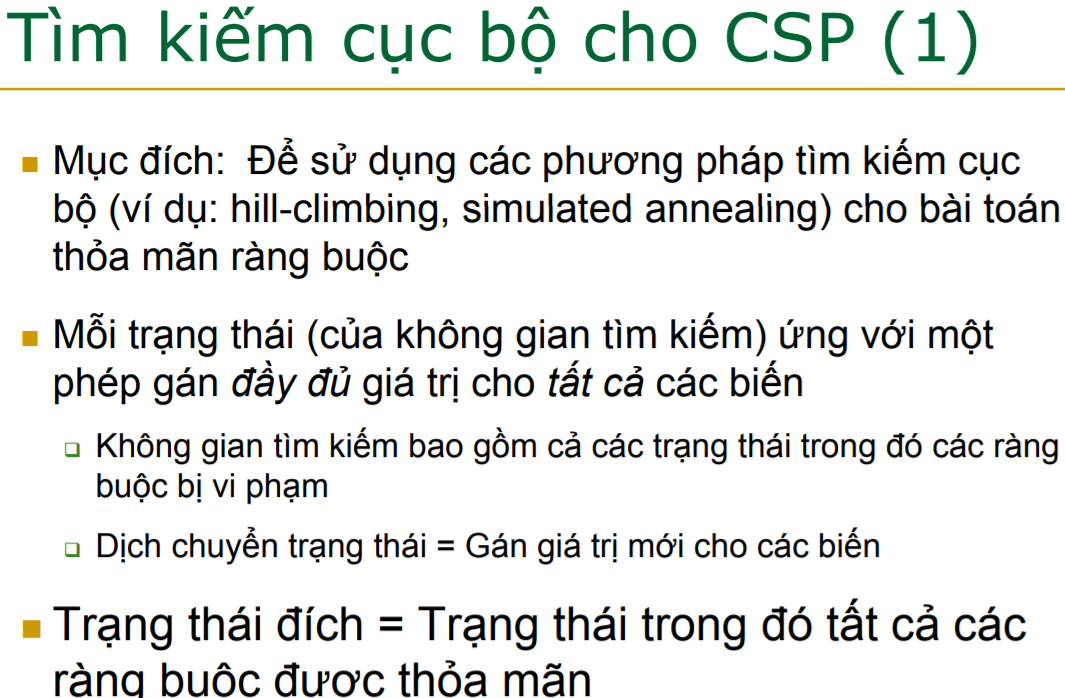 Tìm kiếm cục bộ cho CSP (1)
Mục đích: Để sử dụng các phương pháp tìm kiếm cục
bộ (ví dụ: hill-climbing, simulated annealing) cho bài toán
thỏa mãn ràng buộc
Mỗi trạng thái (của không gian tìm kiếm) ứng với một
phép gán đầy đủ giá trị cho tất cả các biến
Không gian tìm kiếm bao gồm cả các trạng thái trong đó các ràng
buộc bị vi phạm
Dịch chuyển trạng thái = Gán giá trị mới cho các biến
Trạng thái đích = Trạng thái trong đó tất cả các
ràng buộc được thỏa mãn